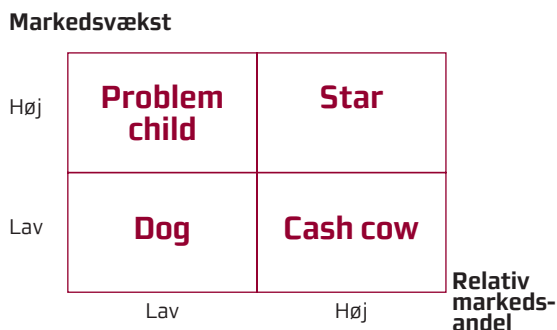 Markedsvækst
Høj
Problem
child
Star
Lav
Dog
Cash cow
Lav
Høj
Relativ
markeds-
andel